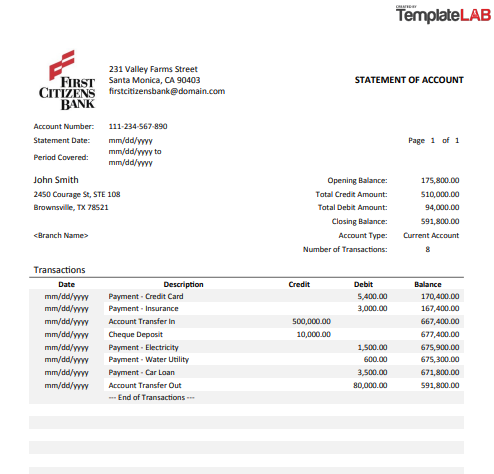 CREATED BY
TemplateLAB
FIRST
CITIZENS
BANK
231 Valley Farms Street
Santa Monica, CA 90403
firstcitizensbank@domain.com
STATEMENT OF ACCOUNT
Account Number: 111-234-567-890
Statement Date: mm/dd/yyyy Page 1 of 1
Period Covered: mm/dd/yyyy to
mm/dd/yyyy
John Smith Opening Balance: 175,800.00
2450 Courage St, STE 108 Total Credit Amount: 510,000.00
Brownsville, TX 78521 Total Debit Amount: 94,000.00
Closing Balance: 591,800.00
<Branch Name> Account Type: Current Account
Number of Transactions: 8
Transactions
Date Description Credit Debit Balance
mm/dd/yyyy Payment - Credit Card 5,400.00 170,400.00
mm/dd/yyyy Payment - Insurance 3,000.00 167,400.00
mm/dd/yyyy Account Transfer In 500,000.00 667,400.00
mm/dd/yyyy Cheque Deposit 10,000.00 677,400.00
mm/dd/yyyy Payment - Electricity 1,500.00 675,900.00
mm/dd/yyyy Payment - Water Utility 600.00 675,300.00
mm/dd/yyyy Payment - Car Loan 3,500.00 671,800.00
mm/dd/yyyy Account Transfer Out 80,000.00 591,800.00
--- End of Transactions ---